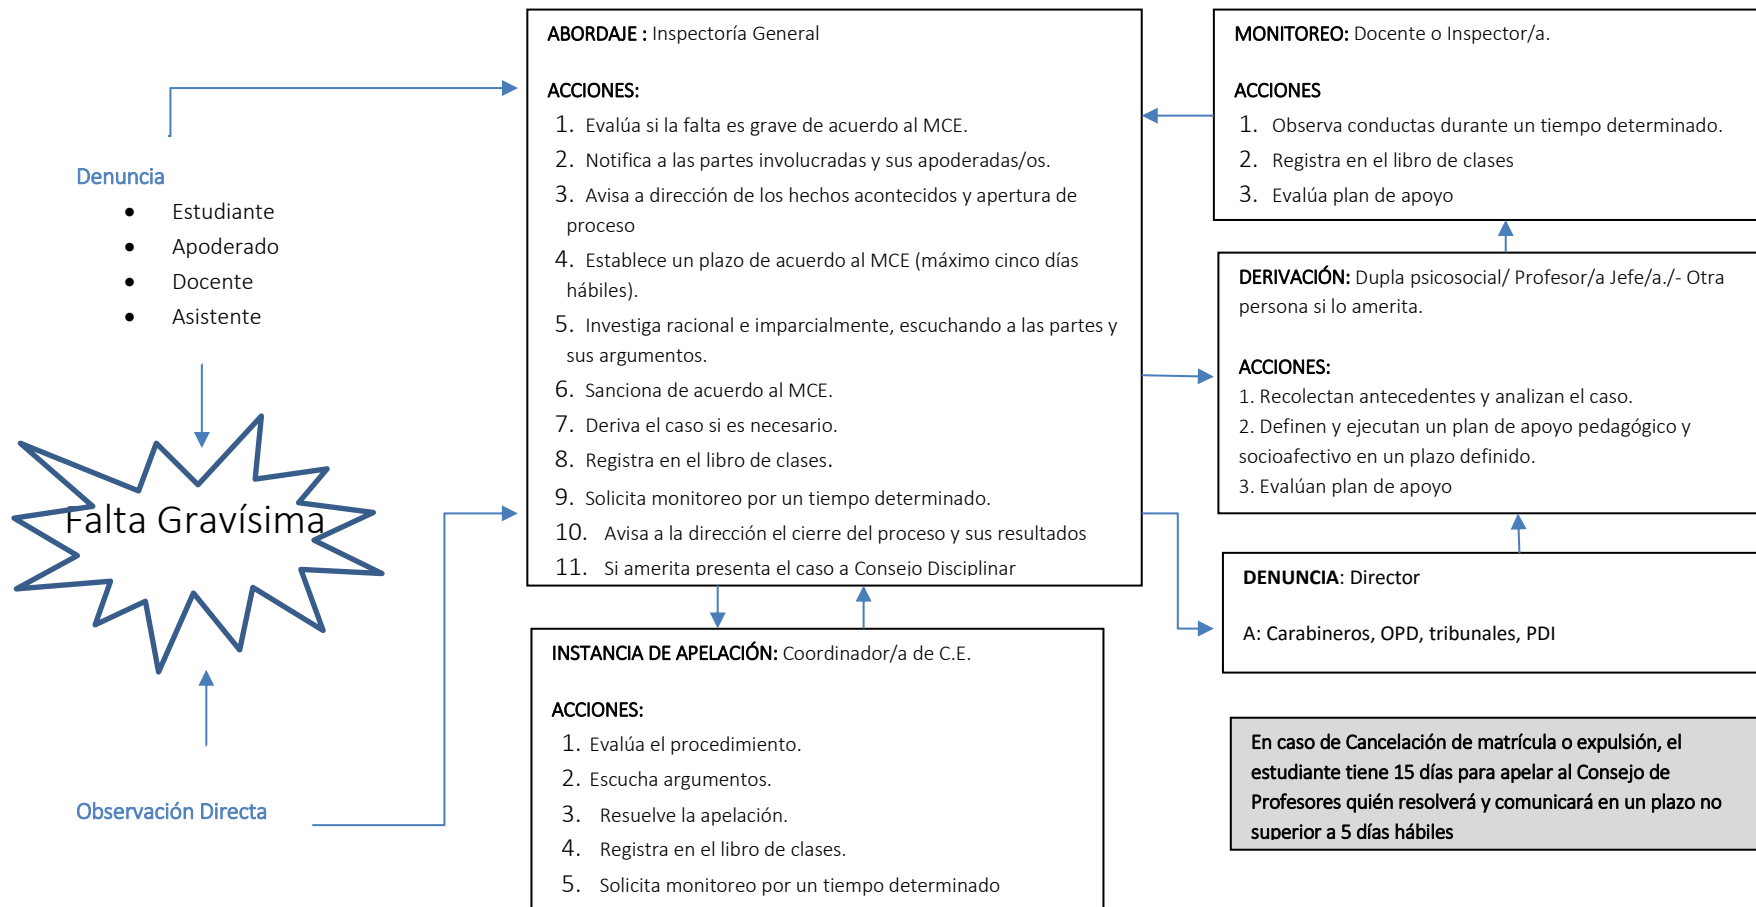 Denuncia
• Estudiante
• Apoderado
• Docente
• Asistente
Falta Gravísima
Observación Directa
ABORDAJE : Inspectoría General
ACCIONES:
1. Evalúa si la falta es grave de acuerdo al MCE.
2. Notifica a las partes involucradas y sus apoderadas/os.
3. Avisa a dirección de los hechos acontecidos y apertura de
proceso
4. Establece un plazo de acuerdo al MCE (máximo cinco días
hábiles).
5. Investiga racional e imparcialmente, escuchando a las partes y
sus argumentos.
6. Sanciona de acuerdo al MCE.
7. Deriva el caso si es necesario.
8. Registra en el libro de clases.
9. Solicita monitoreo por un tiempo determinado.
10. Avisa a la dirección el cierre del proceso y sus resultados
11. Si amerita presenta el caso a Consejo Disciplinar
INSTANCIA DE APELACIÓN: Coordinador/a de C.E.
ACCIONES:
1. Evalúa el procedimiento.
2. Escucha argumentos.
3. Resuelve la apelación.
4. Registra en el libro de clases.
5. Solicita monitoreo por un tiempo determinado
MONITOREO: Docente o Inspector/a.
ACCIONES
1. Observa conductas durante un tiempo determinado.
2. Registra en el libro de clases
3. Evalúa plan de apoyo
DERIVACIÓN: Dupla psicosocial/ Profesor/a Jefe/a./- Otra
persona si lo amerita.
ACCIONES:
1. Recolectan antecedentes y analizan el caso.
2. Definen y ejecutan un plan de apoyo pedagógico y
socioafectivo en un plazo definido.
3. Evalúan plan de apoyo
DENUNCIA: Director
A: Carabineros, OPD, tribunales, PDI
En caso de Cancelación de matrícula o expulsión, el
estudiante tiene 15 días para apelar al Consejo de
Profesores quién resolverá y comunicará en un plazo no
superior a 5 días hábiles